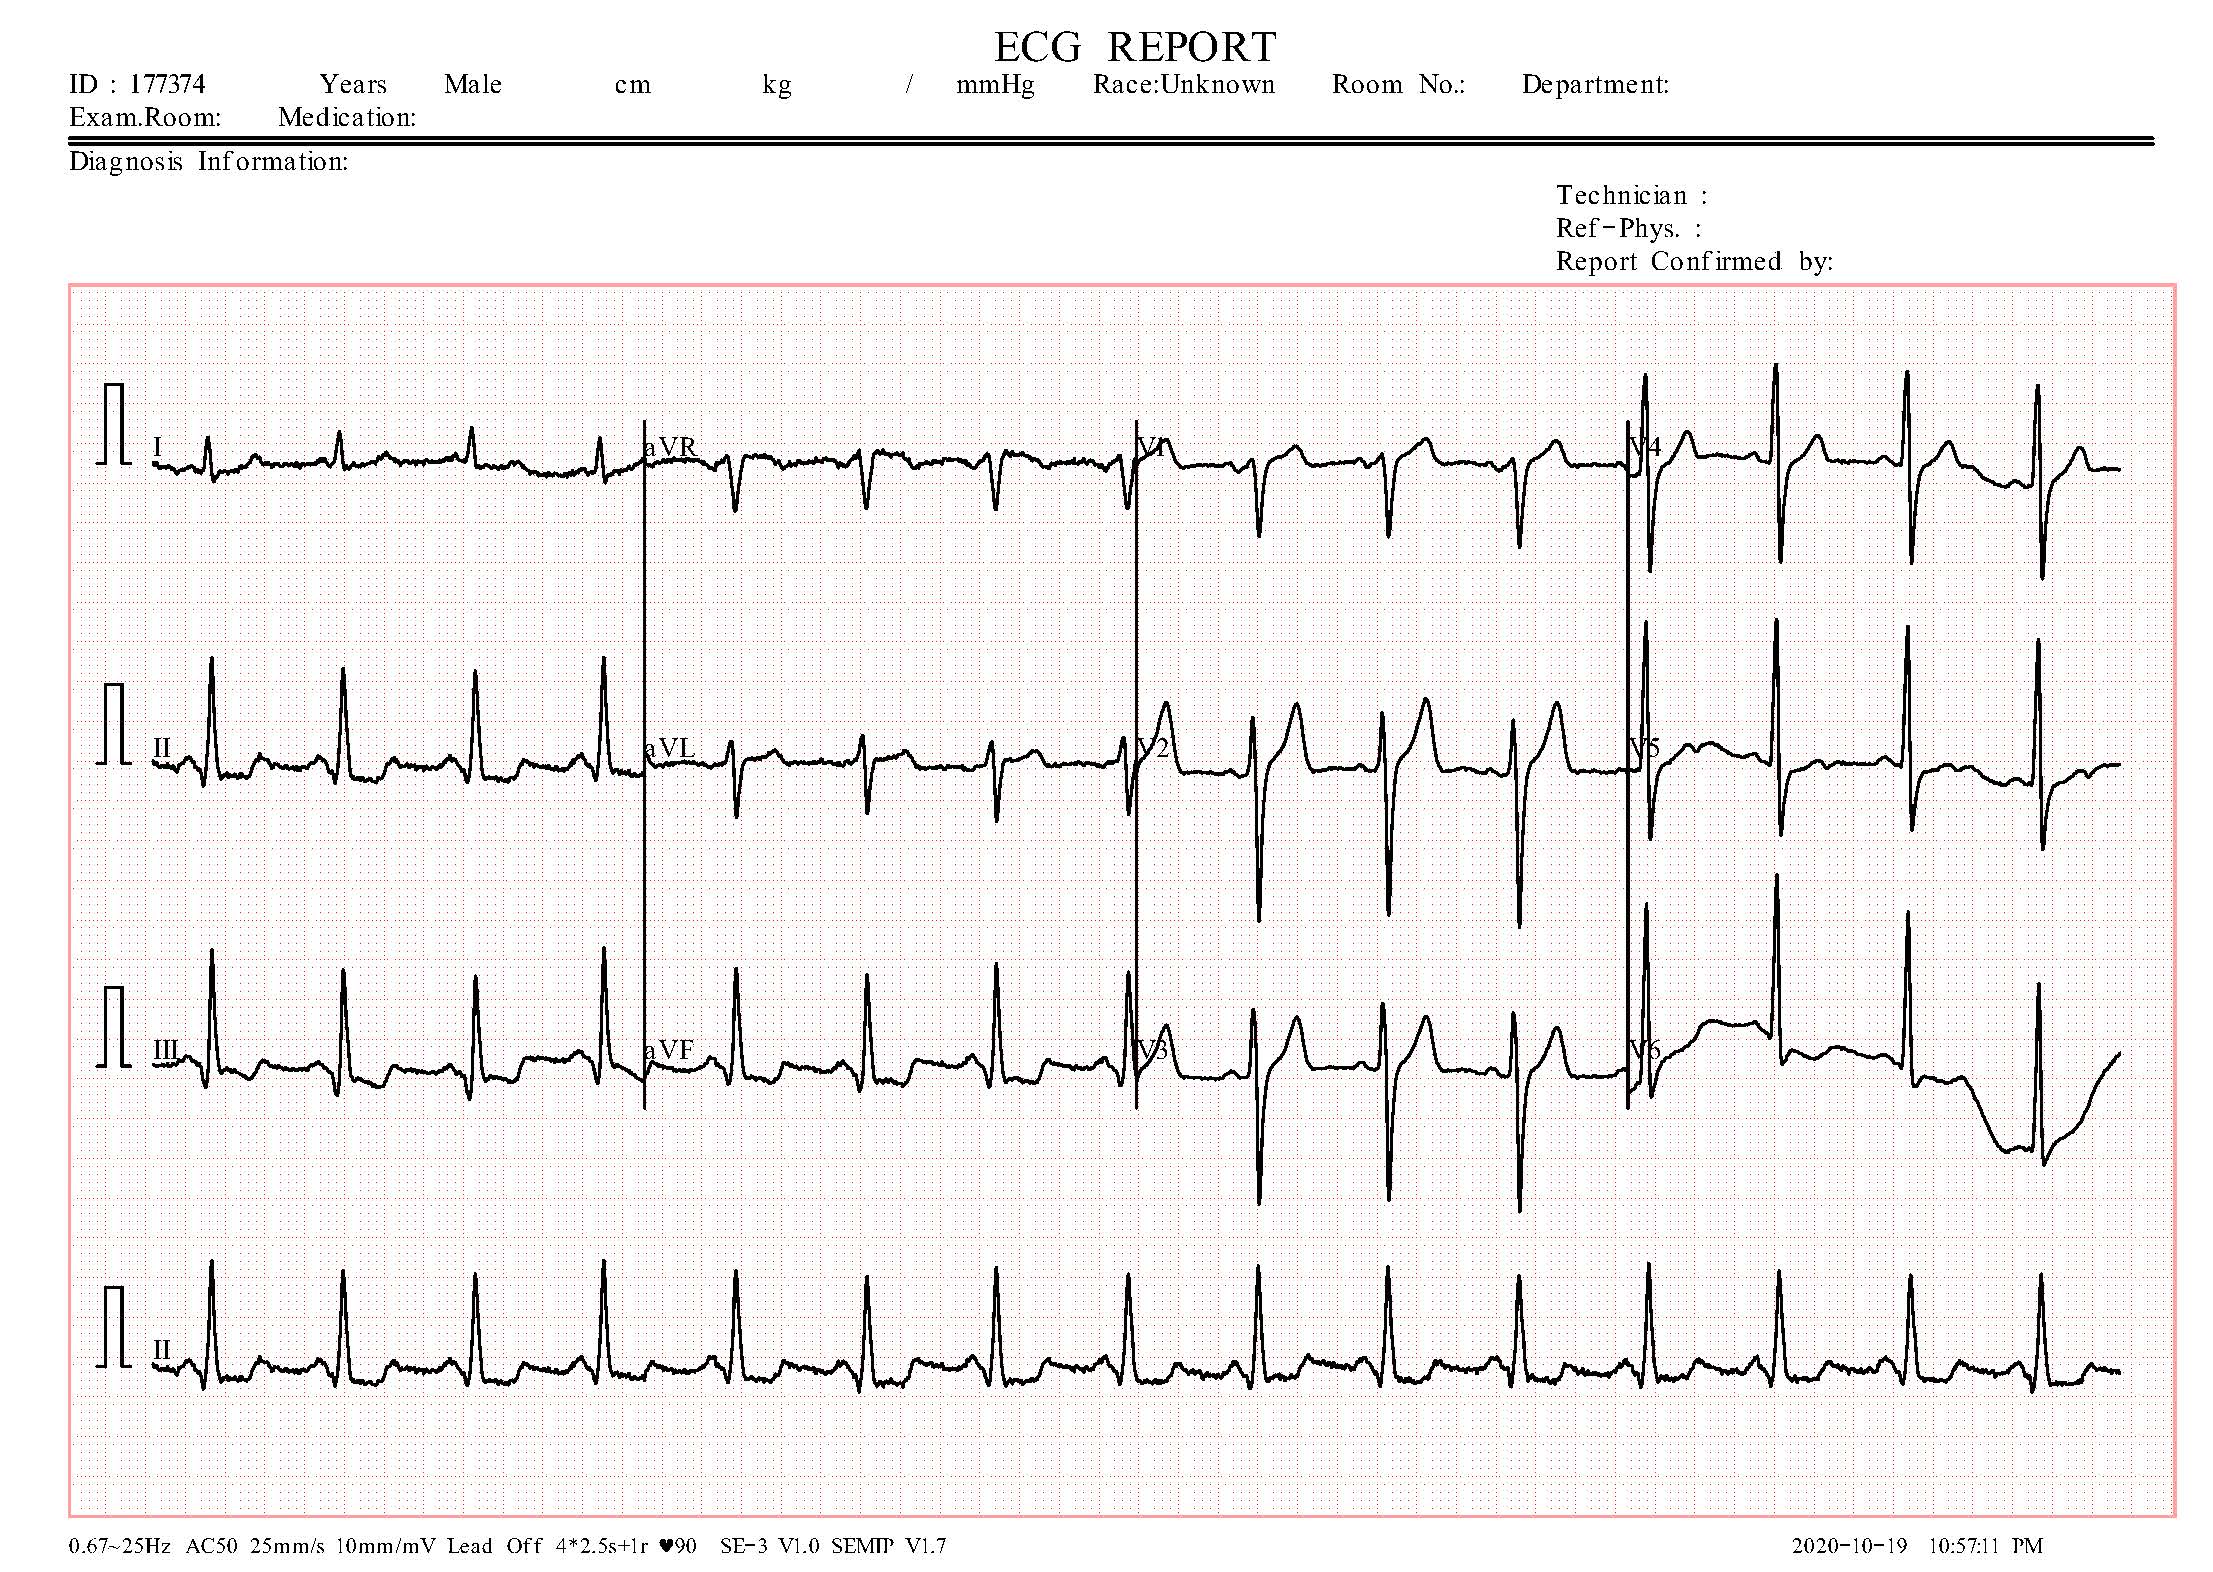 ECG REPORT
ID : 177374 Years Male cm kg / mmHg Race:Unknown Room No.: Department:
Exam.Room: Medication:
Diagnosis Information:
Technician :
Ref-Phys. :
Report Confirmed by:
I aVR V1 V4
II aVL V2 V5
III aVF V3 V6
II
0.67~25Hz AC50 25mm/s 10mm/mV Lead Off 4*2.5s+1r ♥90 SE-3 V1.0 SEMIP V1.7 2020-10-19 10:57:11 PM